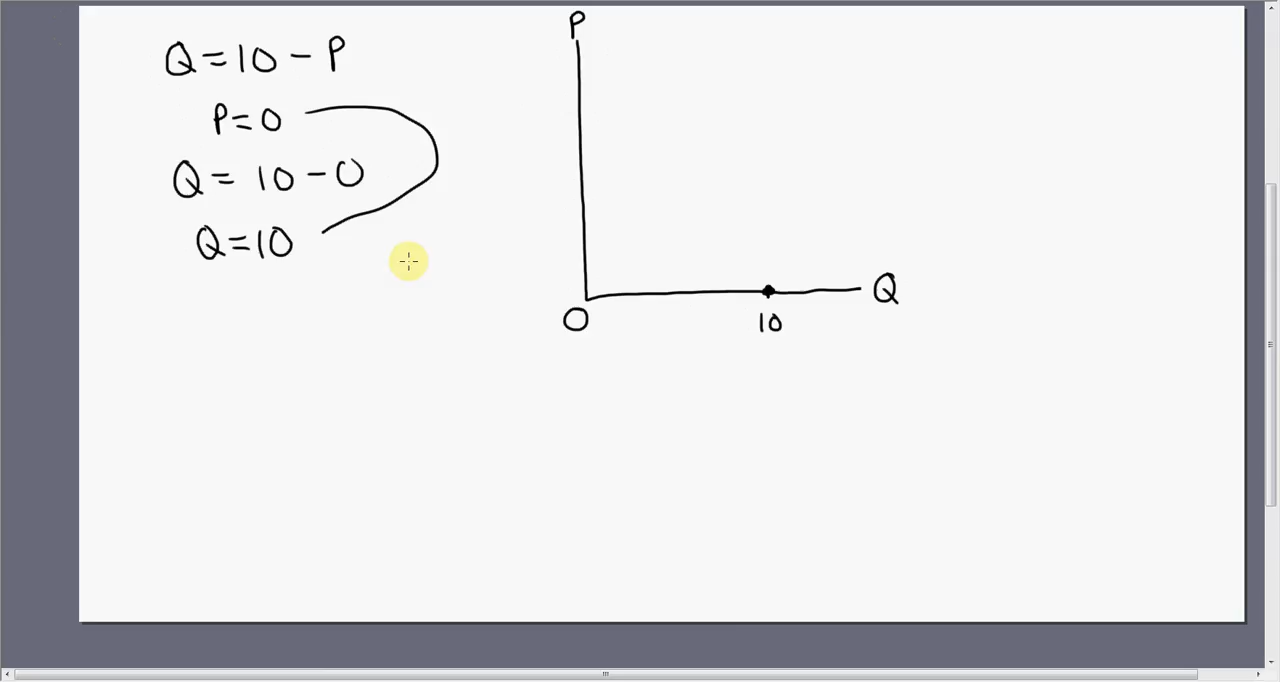 Q = 10 - P
P = 0
Q = 10 - 0
Q = 10
P
Q
O
10